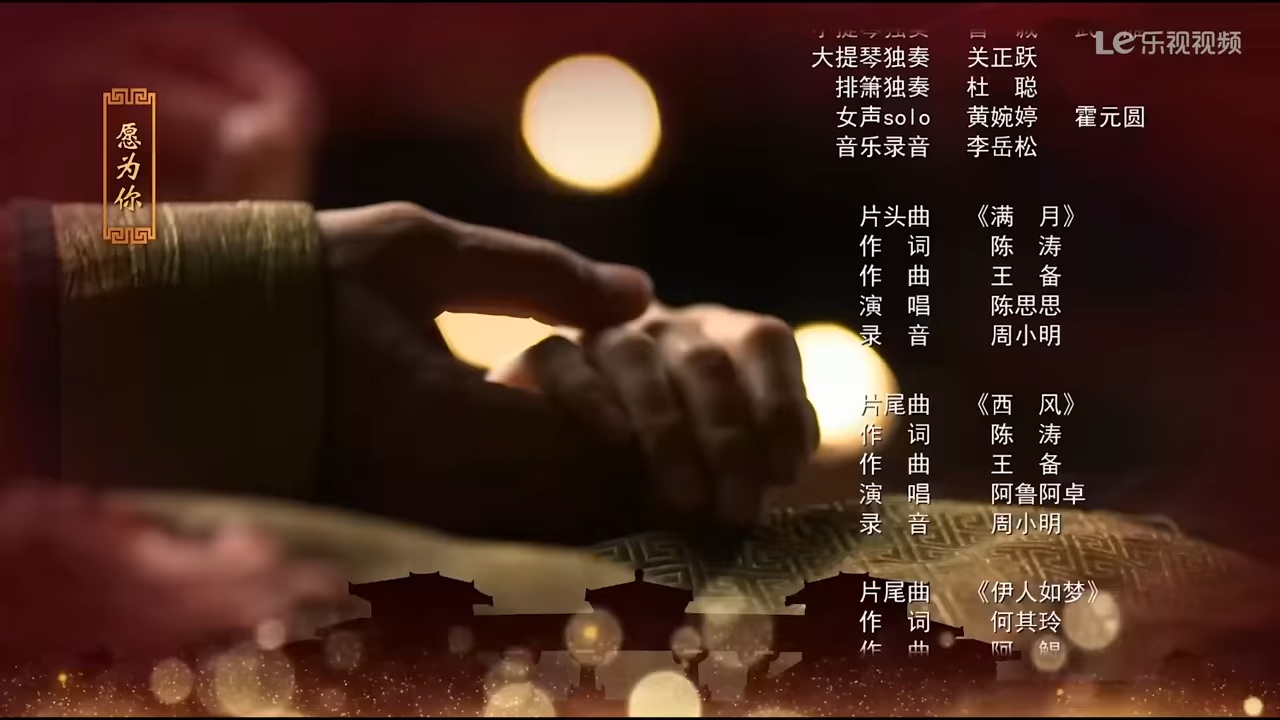 愿为你
Le乐视视频
大提琴独奏 关正跃
排箫独奏 杜 聪
女声solo 黄婉婷 霍元圆
音乐录音 李岳松
片头曲 《满 月》
作 词 陈 涛
作 曲 王 备
演 唱 陈思思
录 音 周小明
片尾曲 《西 风》
作 词 陈 涛
作 曲 王 备
演 唱 阿鲁阿卓
录 音 周小明
片尾曲 《伊人如梦》
作 词 何其玲
作 曲 阿 鲲